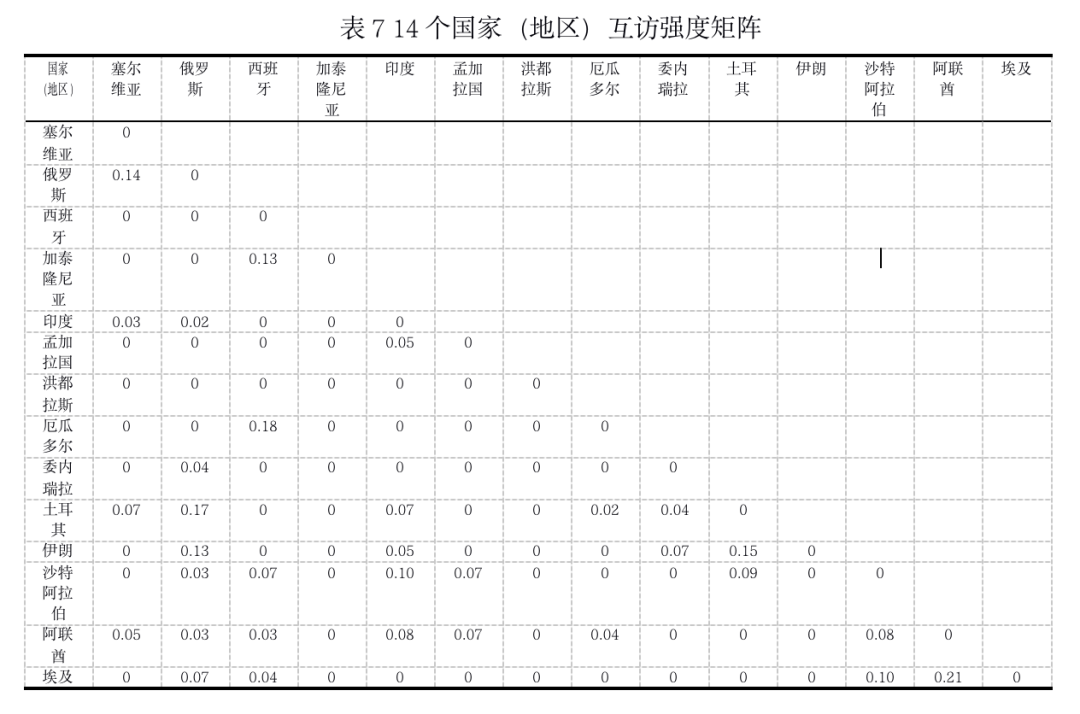 表 7 14 个国家（地区）互访强度矩阵
国家（地区） 塞尔维亚 俄罗斯 西班牙 加泰隆尼亚 印度 孟加拉国 洪都拉斯 厄瓜多尔 委内瑞拉 土耳其 伊朗 沙特阿拉伯 阿联酋 埃及
塞尔维亚 0
俄罗斯 0.14 0
西班牙 0 0 0
加泰隆尼亚 0 0 0.13 0
印度 0.03 0.02 0 0 0
孟加拉国 0 0 0 0 0.05 0
洪都拉斯 0 0 0 0 0 0 0
厄瓜多尔 0 0 0.18 0 0 0 0 0
委内瑞拉 0 0.04 0 0 0 0 0 0 0
土耳其 0.07 0.17 0 0 0.07 0 0 0.02 0.04 0
伊朗 0 0.13 0 0 0.05 0 0 0 0.07 0.15 0
沙特阿拉伯 0 0.03 0.07 0 0.10 0.07 0 0 0 0.09 0 0
阿联酋 0.05 0.03 0.03 0 0.08 0.07 0 0.04 0 0 0 0.08 0
埃及 0 0.07 0.04 0 0 0 0 0 0 0 0 0.10 0.21 0